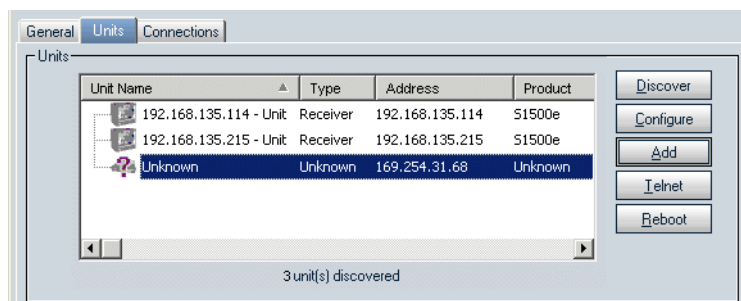 General Units Connections
Units
Unit Name Type Address Product
192.168.135.114 - Unit Receiver 192.168.135.114 S1500e
192.168.135.215 - Unit Receiver 192.168.135.215 S1500e
Unknown Unknown 169.254.31.68 Unknown
3 unit(s) discovered
Discover
Configure
Add
Telnet
Reboot